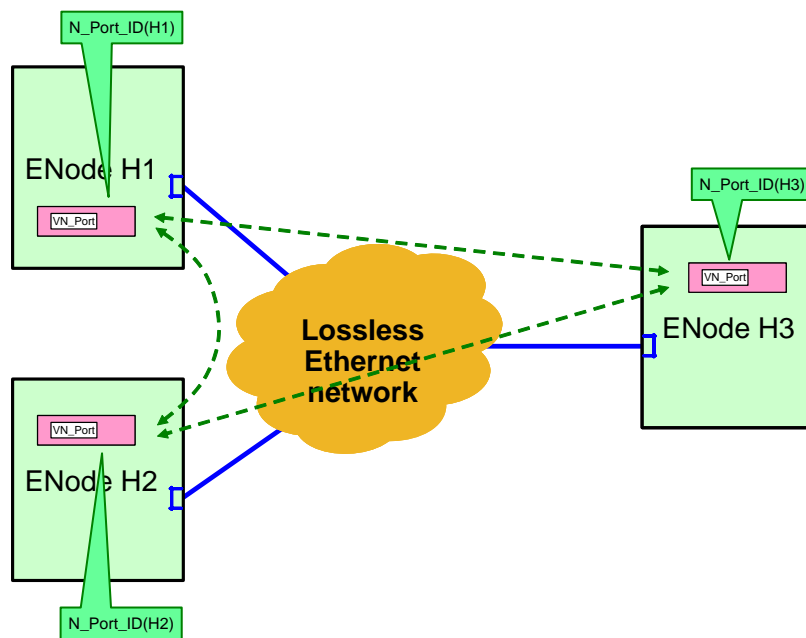 N_Port_ID(H1)
ENode H1
VN_Port
N_Port_ID(H3)
VN_Port
ENode H3
Lossless
Ethernet
network
VN_Port
ENode H2
N_Port_ID(H2)